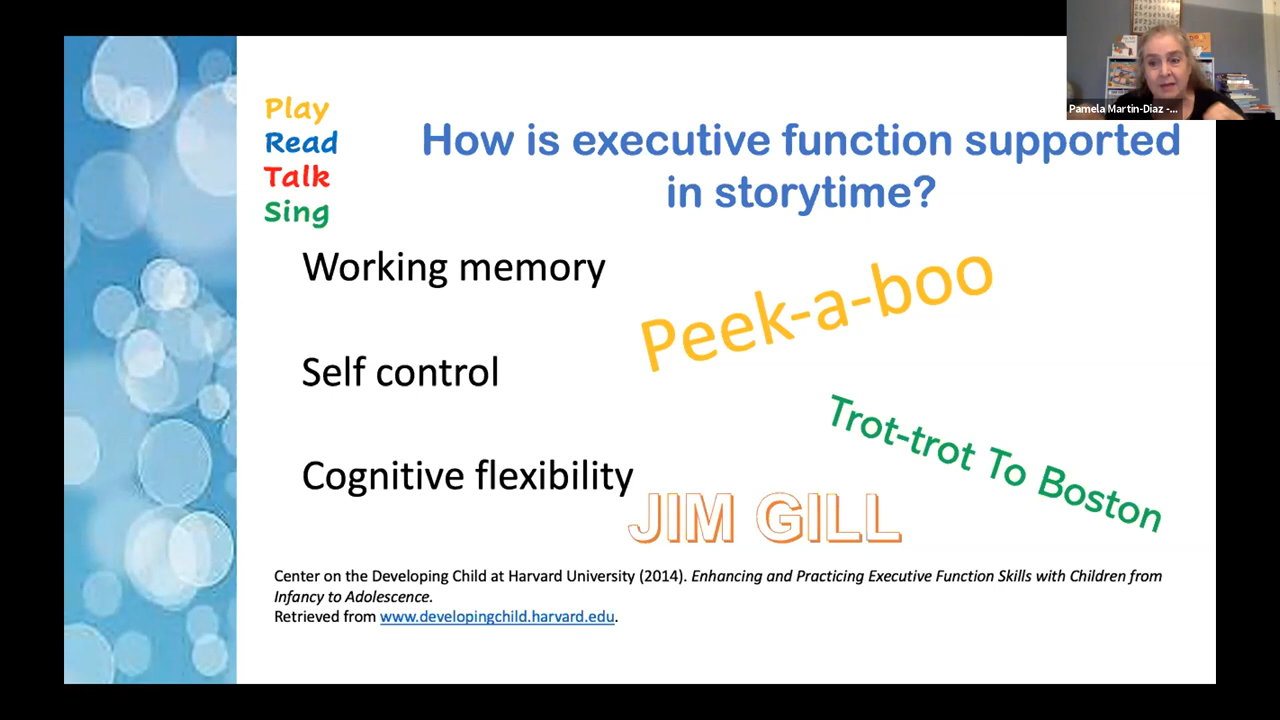 Pamela Martin-Diaz -...
Play
Read
Talk
Sing
How is executive function supported
in storytime?
Working memory
Peek-a-boo
Self control
Trot-trot To Boston
Cognitive flexibility
JIM GILL
Center on the Developing Child at Harvard University (2014). Enhancing and Practicing Executive Function Skills with Children from
Infancy to Adolescence.
Retrieved from www.developingchild.harvard.edu.